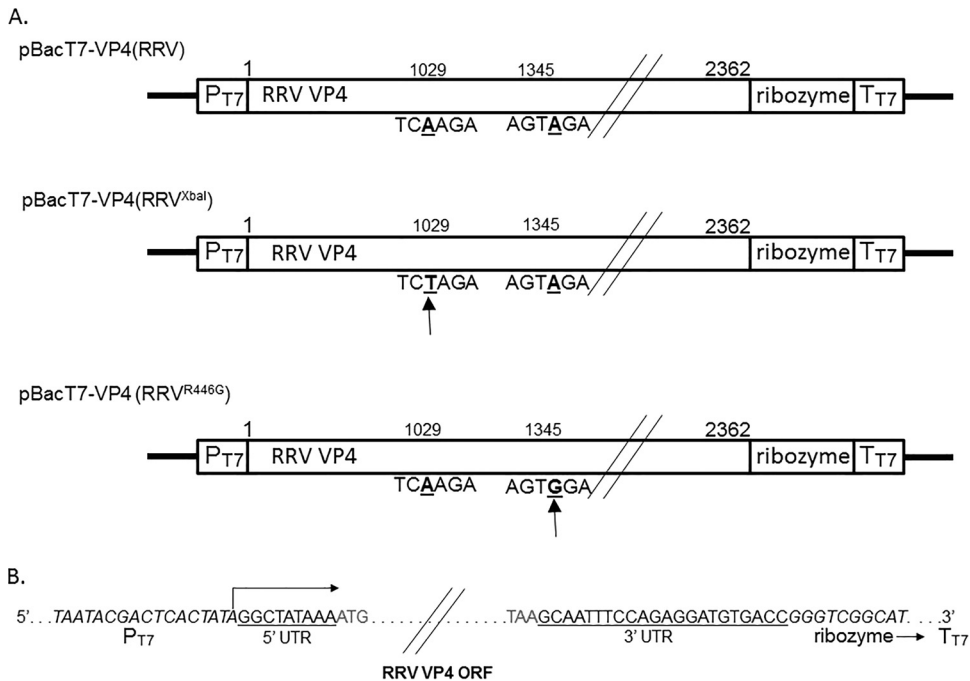 A.
pBacT7-VP4(RRV)
1 1029 1345 2362
PT7 RRV VP4 ribozyme TT7
TCAAGA AGTAGA
pBacT7-VP4(RRVXbaI)
1 1029 1345 2362
PT7 RRV VP4 ribozyme TT7
TCTAGA AGTAGA
pBacT7-VP4 (RRVR446G)
1 1029 1345 2362
PT7 RRV VP4 ribozyme TT7
TCAAGA AGTGGA
B.
5’...TAATACGACTCACTATAGGCTATAAAATG.....................TAAGCAATTTCCAGAGGATGTGACCGGGTCGGCAT.....3’
PT7 5’ UTR 3’ UTR ribozyme TT7
RRV VP4 ORF